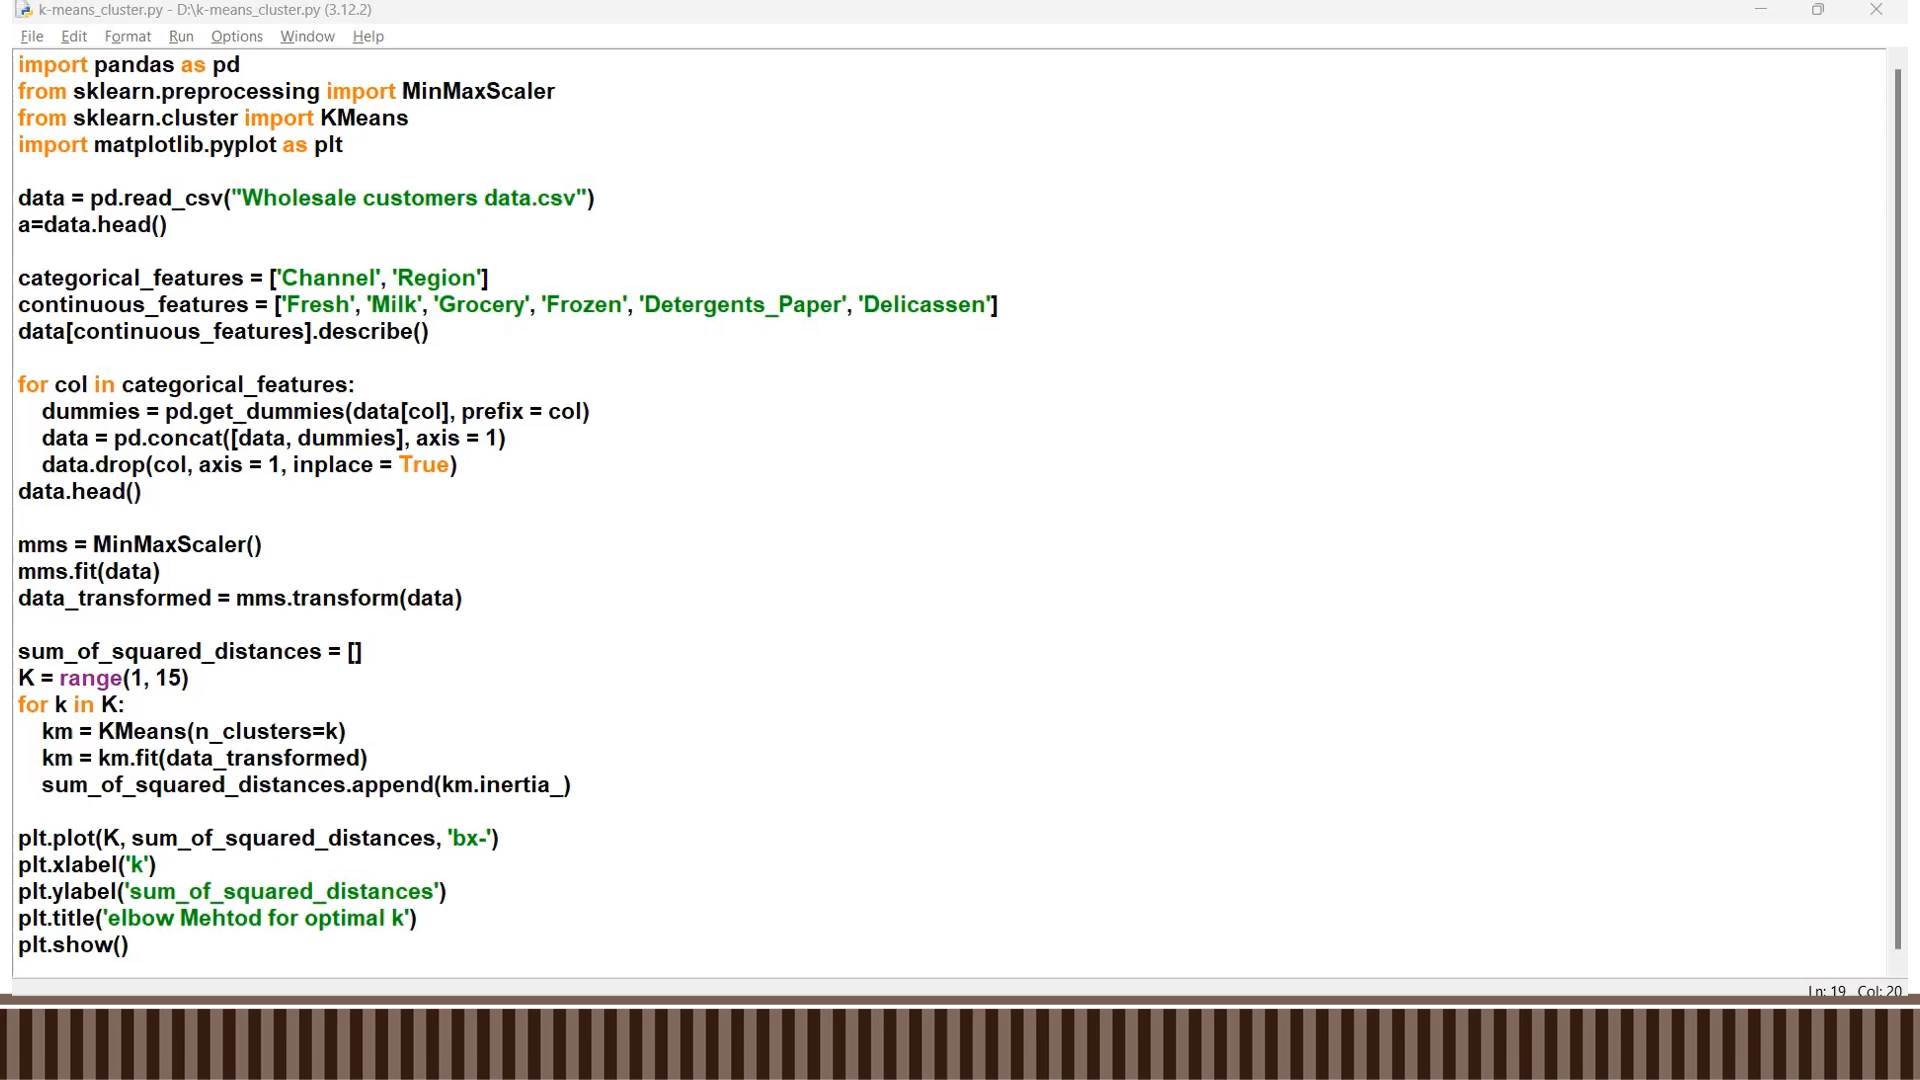 k-means_cluster.py - D:\k-means_cluster.py (3.12.2)
File Edit Format Run Options Window Help
import pandas as pd
from sklearn.preprocessing import MinMaxScaler
from sklearn.cluster import KMeans
import matplotlib.pyplot as plt
data = pd.read_csv("Wholesale customers data.csv")
a=data.head()
categorical_features = ['Channel', 'Region']
continuous_features = ['Fresh', 'Milk', 'Grocery', 'Frozen', 'Detergents_Paper', 'Delicassen']
data[continuous_features].describe()
for col in categorical_features:
    dummies = pd.get_dummies(data[col], prefix = col)
    data = pd.concat([data, dummies], axis = 1)
    data.drop(col, axis = 1, inplace = True)
data.head()
mms = MinMaxScaler()
mms.fit(data)
data_transformed = mms.transform(data)
sum_of_squared_distances = []
K = range(1, 15)
for k in K:
    km = KMeans(n_clusters=k)
    km = km.fit(data_transformed)
    sum_of_squared_distances.append(km.inertia_)
plt.plot(K, sum_of_squared_distances, 'bx-')
plt.xlabel('k')
plt.ylabel('sum_of_squared_distances')
plt.title('elbow Mehtod for optimal k')
plt.show()
Ln: 19 Col: 20